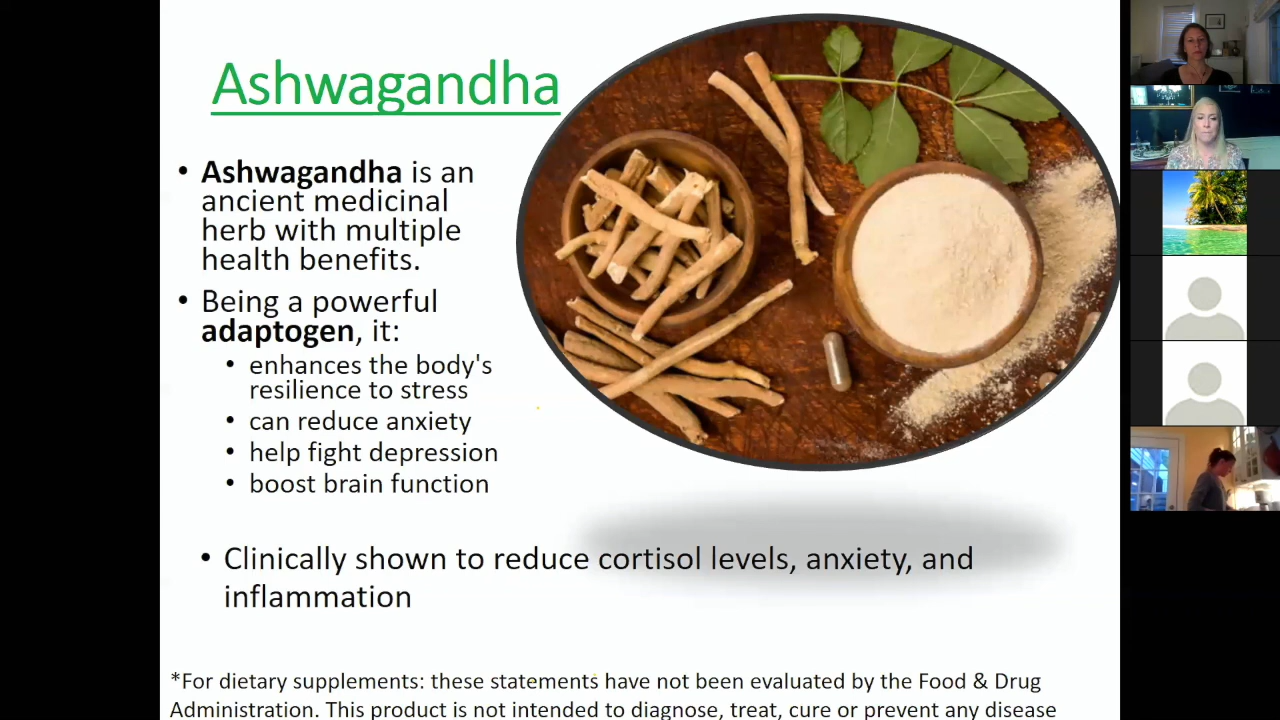 Ashwagandha
• Ashwagandha is an
ancient medicinal
herb with multiple
health benefits.
• Being a powerful
adaptogen, it:
• enhances the body's
resilience to stress
• can reduce anxiety
• help fight depression
• boost brain function
• Clinically shown to reduce cortisol levels, anxiety, and
inflammation
*For dietary supplements: these statements have not been evaluated by the Food & Drug
Administration. This product is not intended to diagnose, treat, cure or prevent any disease